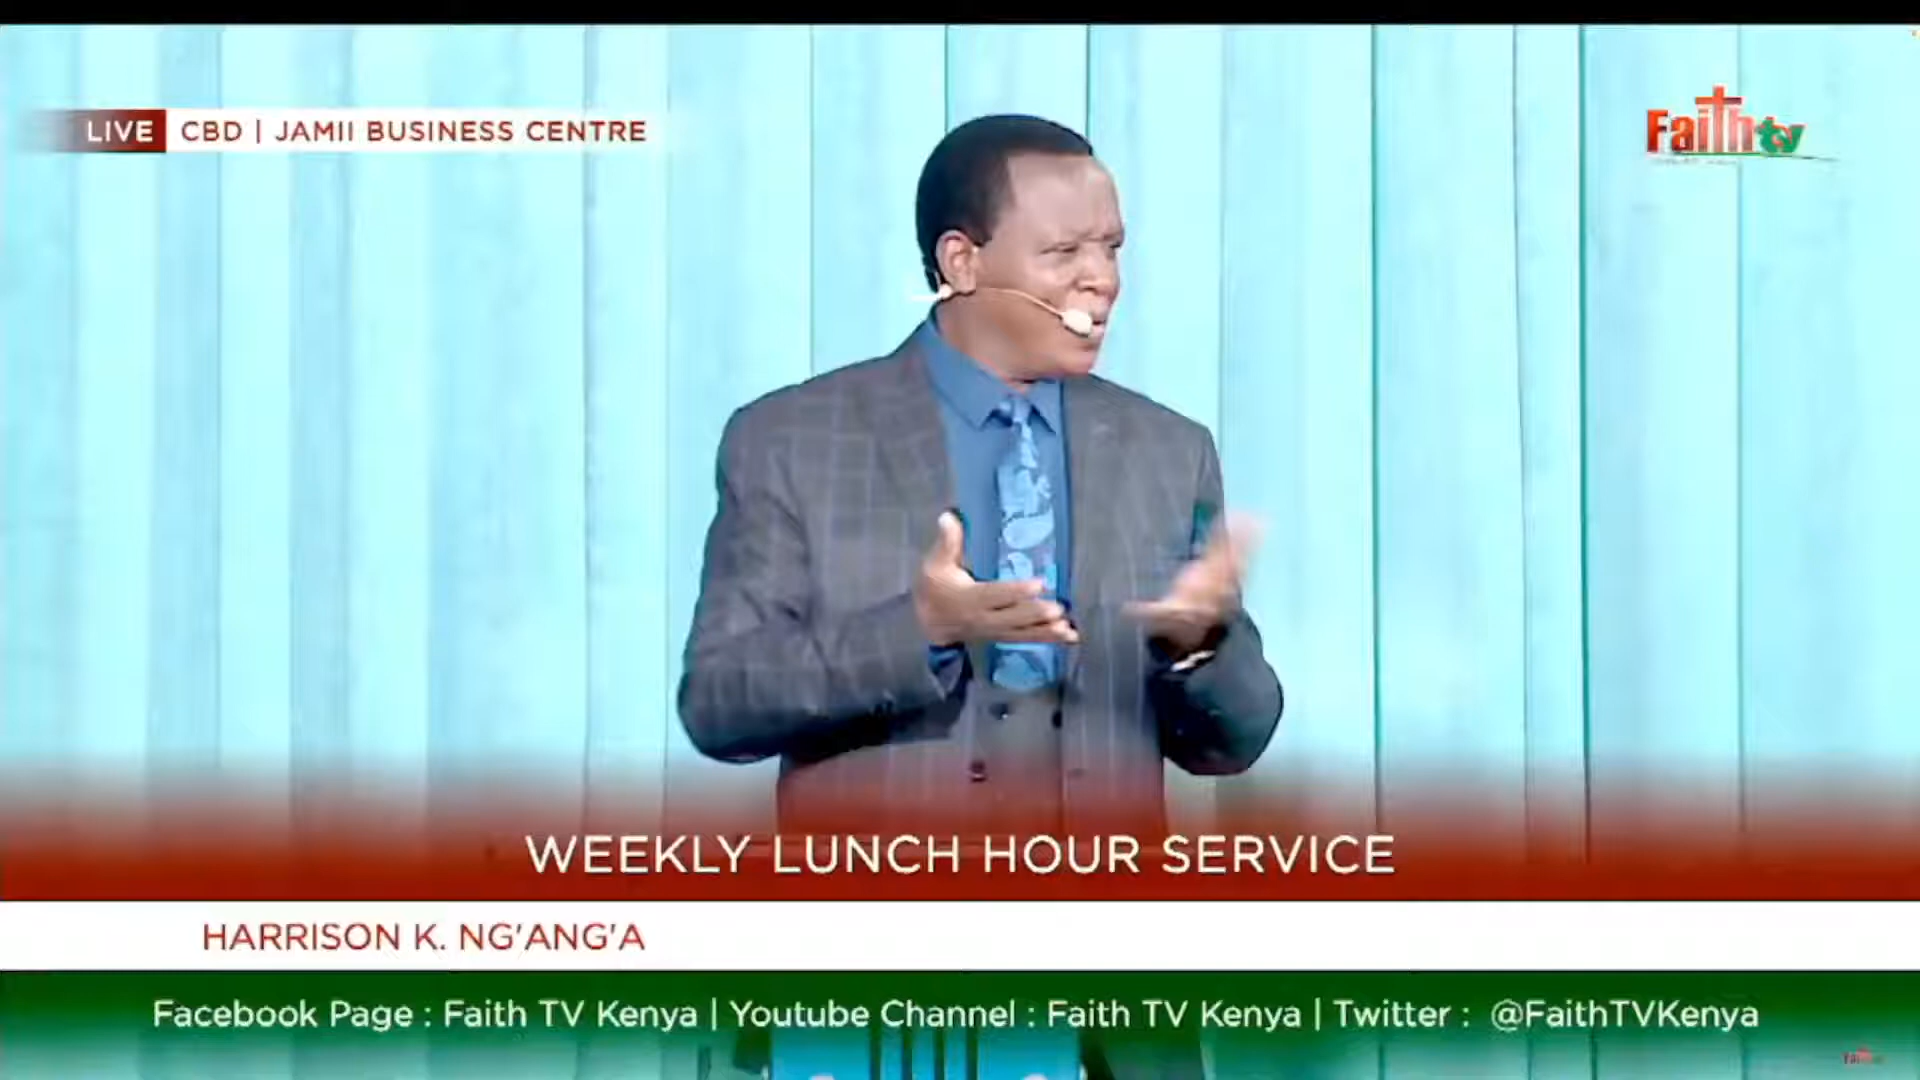 LIVE CBD | JAMII BUSINESS CENTRE
Faith tv
WEEKLY LUNCH HOUR SERVICE
HARRISON K. NG'ANG'A
Facebook Page : Faith TV Kenya | Youtube Channel : Faith TV Kenya | Twitter : @FaithTVKenya